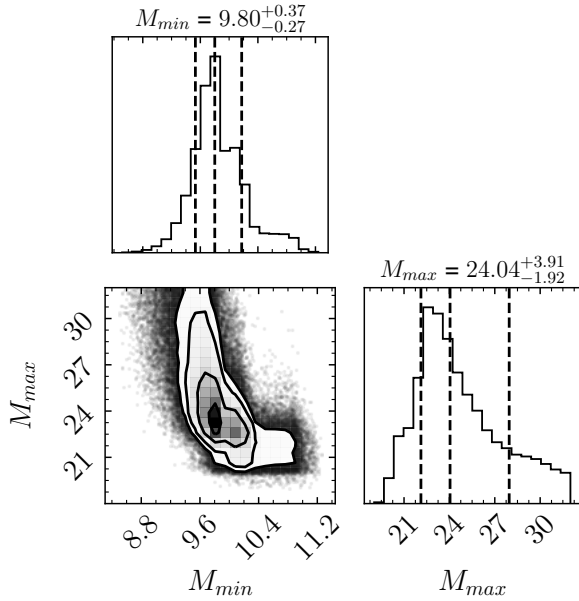 M_min = 9.80^{+0.37}_{-0.27}
M_max = 24.04^{+3.91}_{-1.92}
30
27
24
21
M_max
8.8 9.6 10.4 11.2
M_min
21 24 27 30
M_max